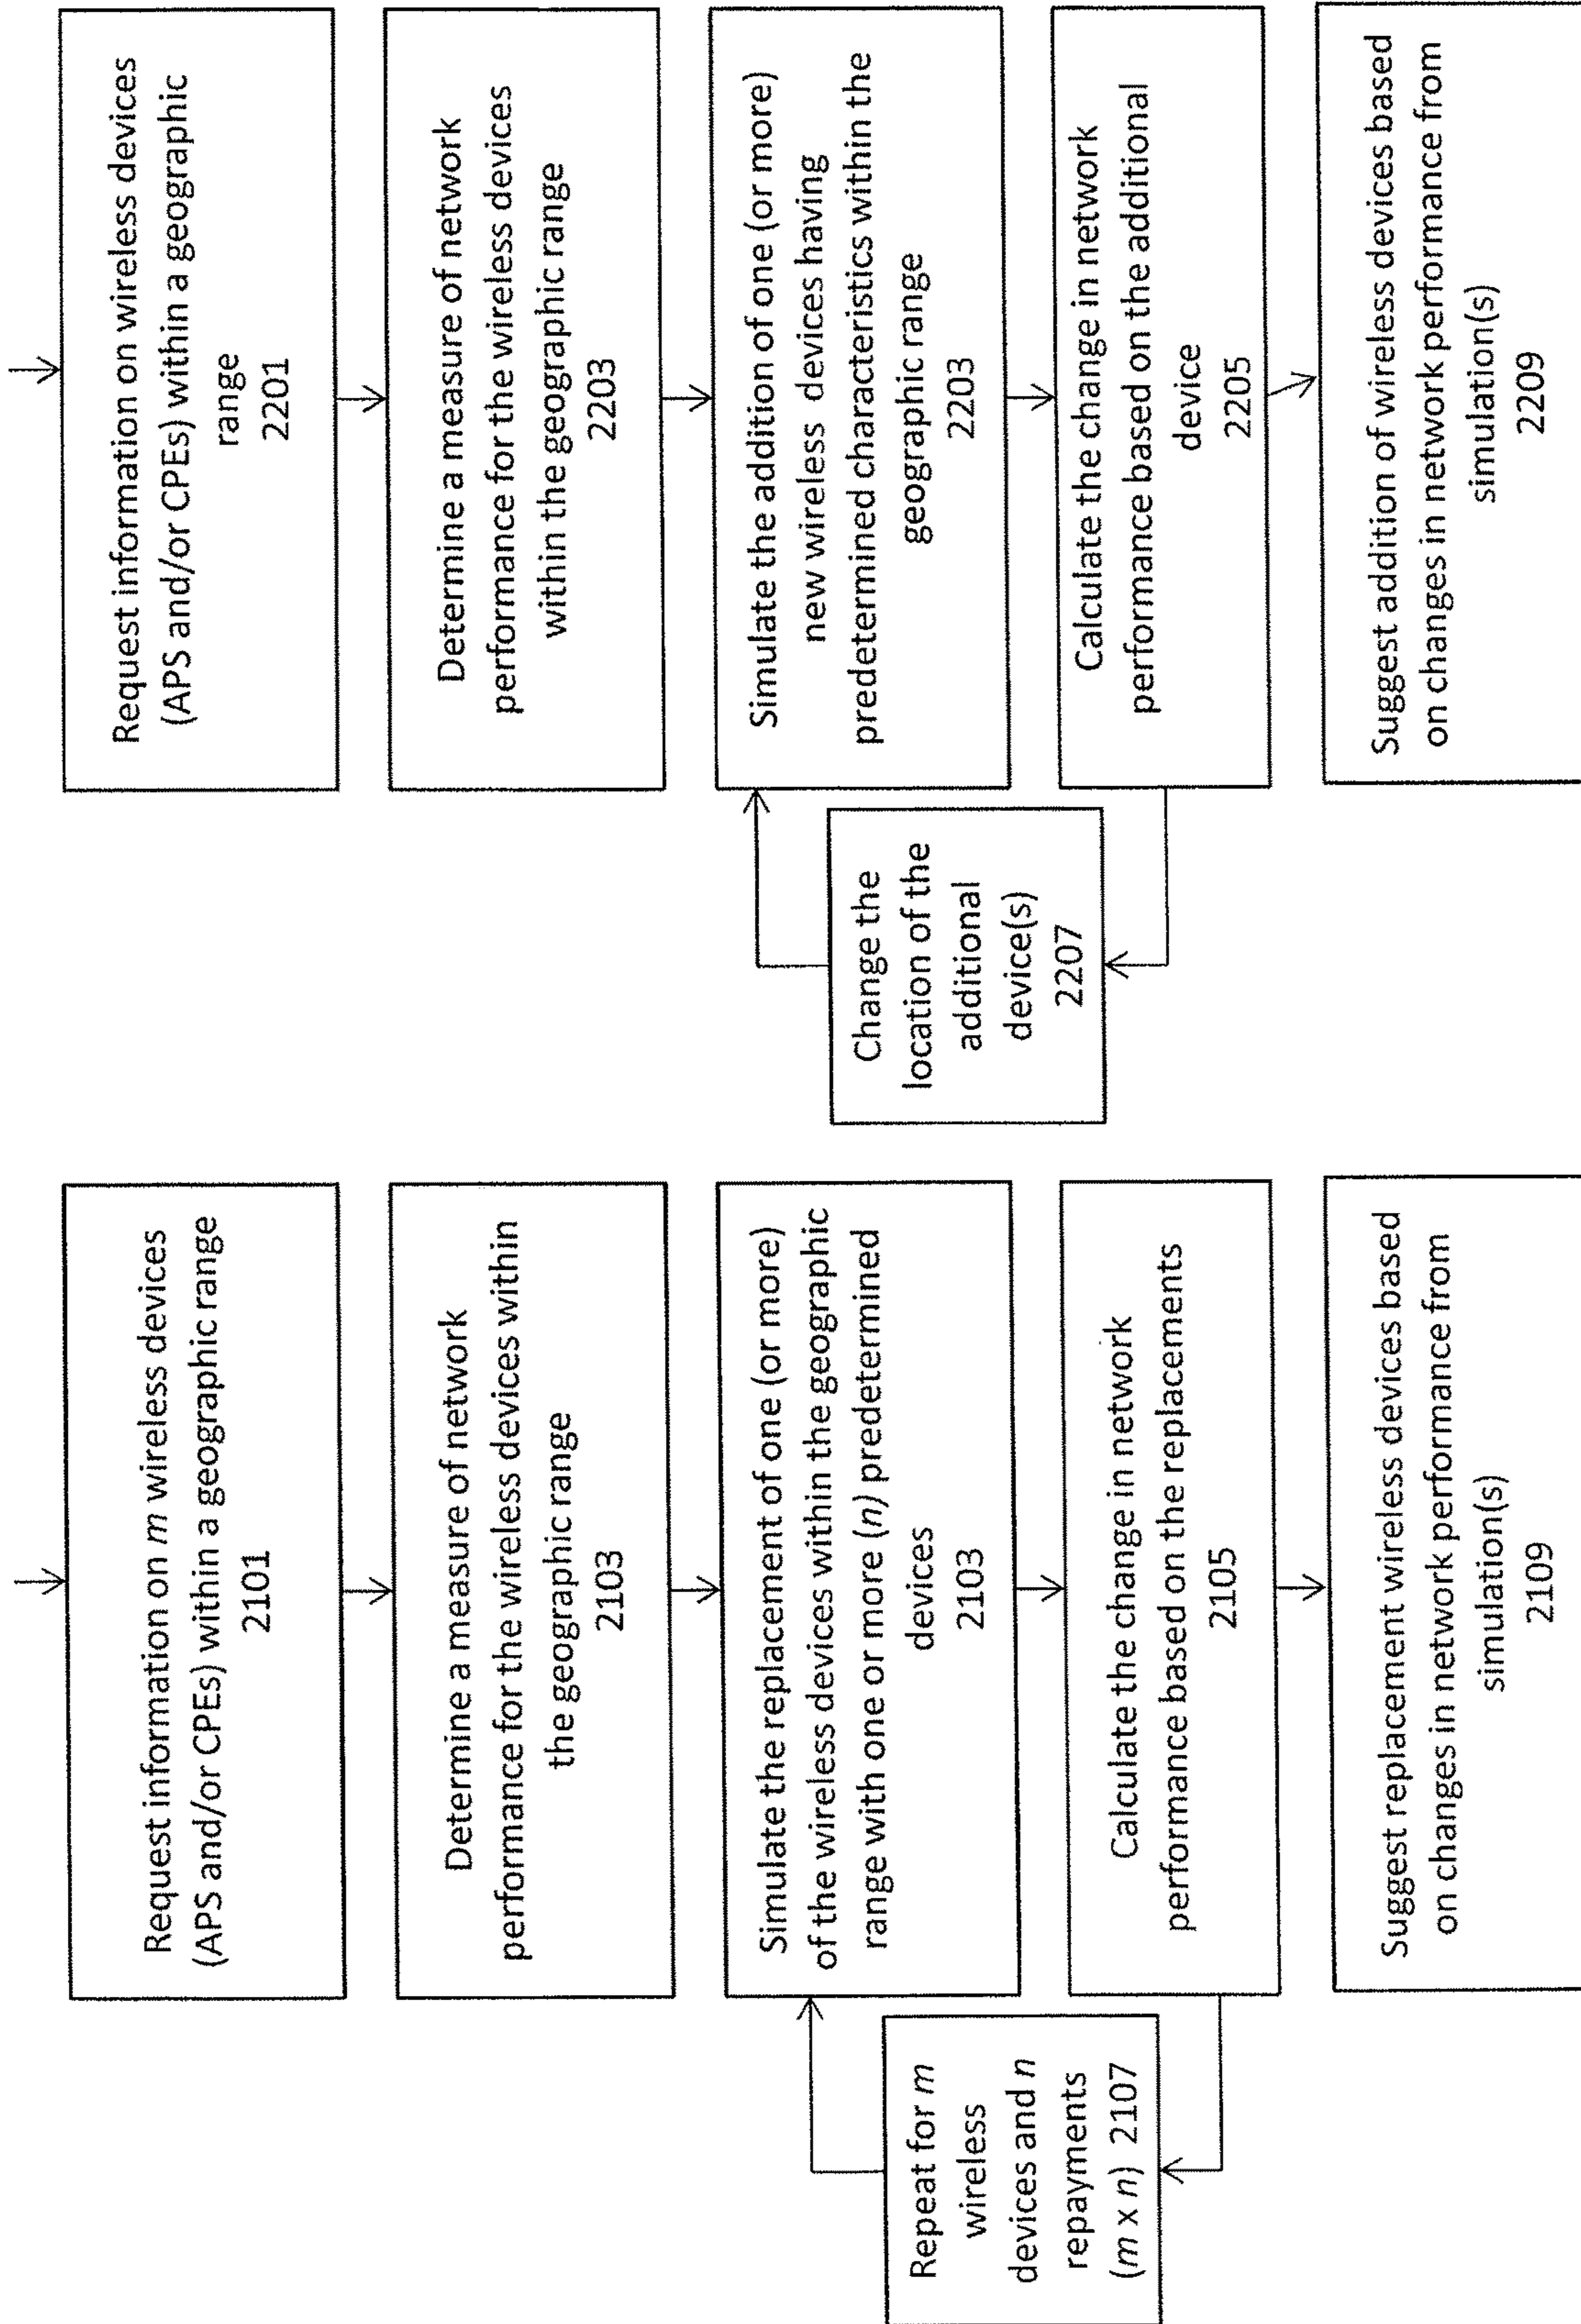 Request information on m wireless devices
(APS and/or CPEs) within a geographic range
2101
Determine a measure of network
performance for the wireless devices within
the geographic range
2103
Simulate the replacement of one (or more)
of the wireless devices within the geographic
range with one or more (n) predetermined
devices
2103
Calculate the change in network
performance based on the replacements
2105
Repeat for m
wireless
devices and n
repayments
(m x n) 2107
Suggest replacement wireless devices based
on changes in network performance from
simulation(s)
2109
Request information on wireless devices
(APS and/or CPEs) within a geographic
range
2201
Determine a measure of network
performance for the wireless devices
within the geographic range
2203
Simulate the addition of one (or more)
new wireless devices having
predetermined characteristics within the
geographic range
2203
Calculate the change in network
performance based on the additional
device
2205
Change the
location of the
additional
device(s)
2207
Suggest addition of wireless devices based
on changes in network performance from
simulation(s)
2209